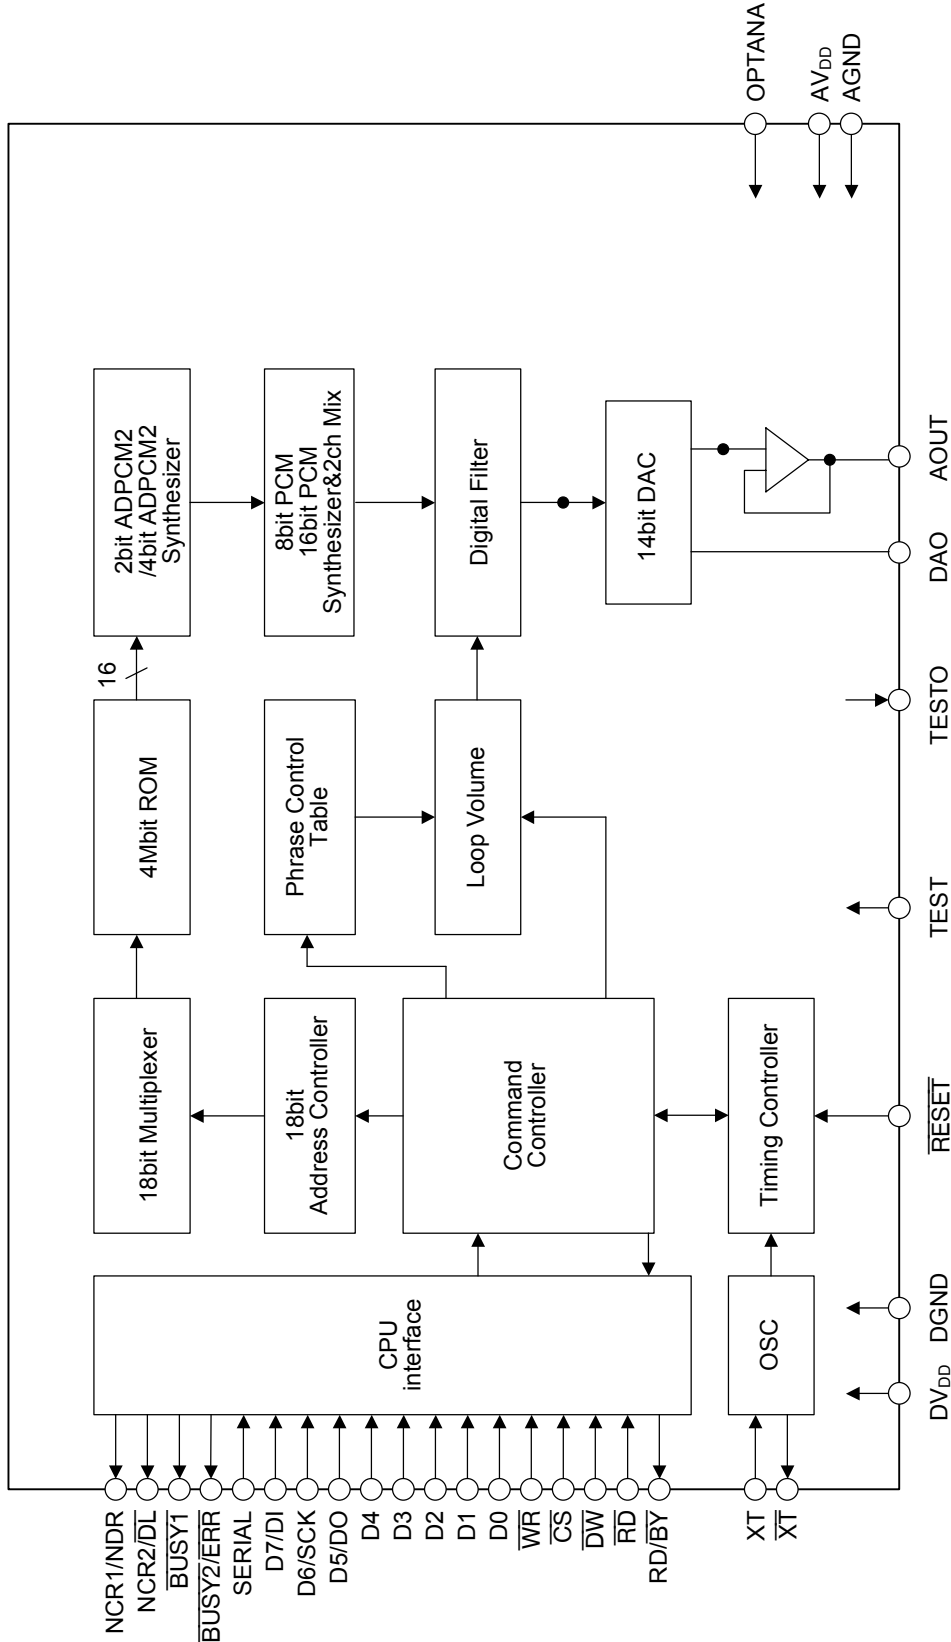 NCR1/NDR
NCR2/DL
BUSY1
BUSY2/ERR
SERIAL
D7/DI
D6/SCK
D5/DO
D4
D3
D2
D1
D0
WR
CS
DW
RD
RD/BY
XT
XT
CPU
interface
OSC
18bit Multiplexer
18bit
Address Controller
Command
Controller
Timing Controller
4Mbit ROM
Phrase Control
Table
Loop Volume
16
2bit ADPCM2
/4bit ADPCM2
Synthesizer
8bit PCM
16bit PCM
Synthesizer&2ch Mix
Digital Filter
14bit DAC
OPTANA
AVDD
AGND
DVDD
DGND
RESET
TEST
TESTO
DAO
AOUT